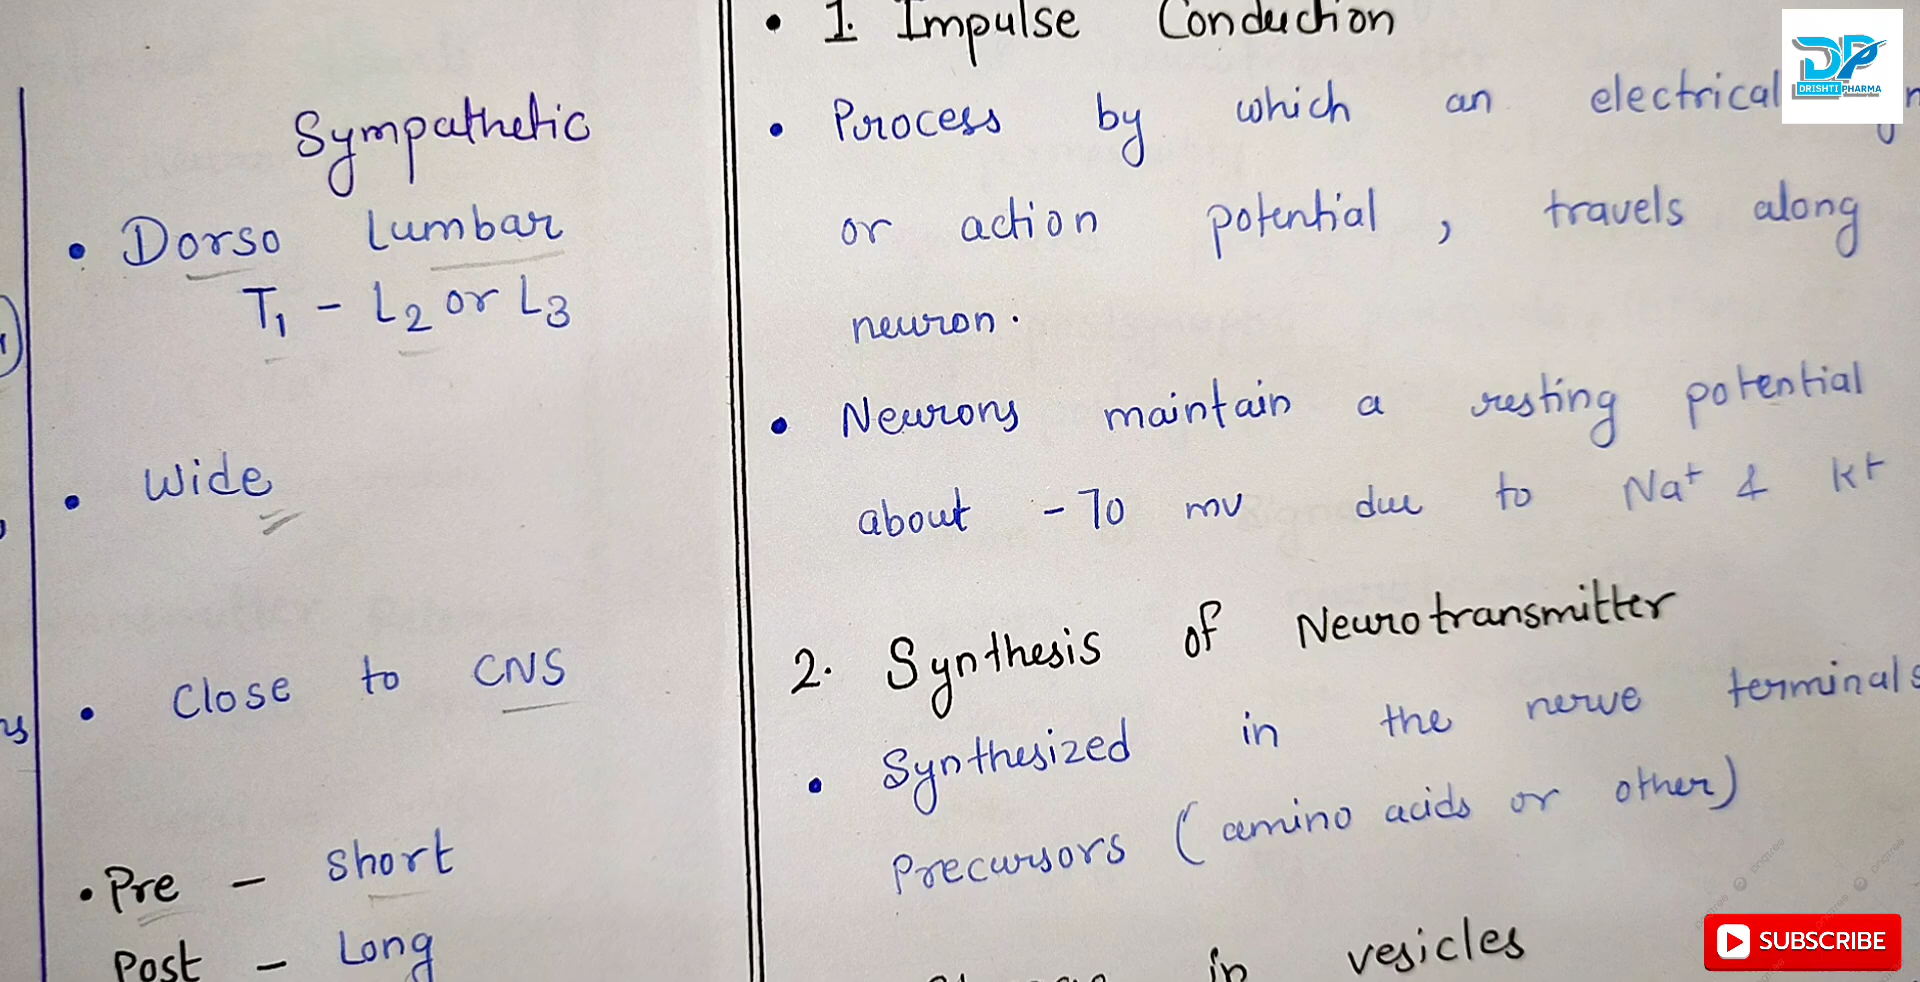 Sympathetic
• Dorso Lumbar
T1 - L2 or L3
• Wide
• Close to CNS
• Pre - Short
Post - Long
• 1. Impulse Conduction
• Process by which an electrical
or action potential, travels along
neuron.
• Neurons maintain a resting potential
about -70 mv due to Na+ & K+
2. Synthesis of Neurotransmitter
• Synthesized in the nerve terminals
Precursors (amino acids or other)
in vesicles
DP
DRISHTI PHARMA
SUBSCRIBE